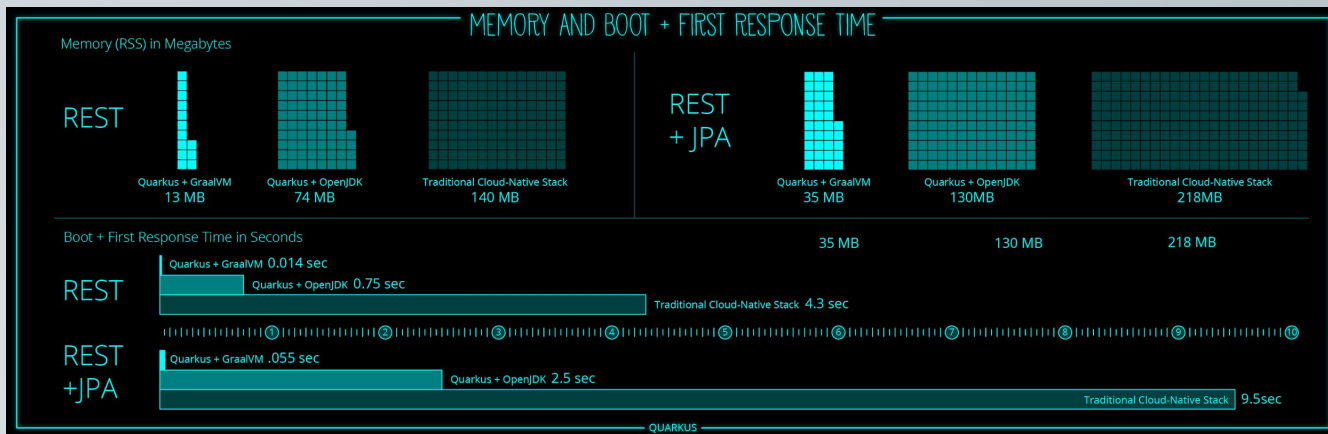 MEMORY AND BOOT + FIRST RESPONSE TIME
Memory (RSS) in Megabytes
REST
Quarkus + GraalVM
13 MB
Quarkus + OpenJDK
74 MB
Traditional Cloud-Native Stack
140 MB
REST
+ JPA
Quarkus + GraalVM
35 MB
Quarkus + OpenJDK
130MB
Traditional Cloud-Native Stack
218MB
Boot + First Response Time in Seconds
35 MB 130 MB 218 MB
REST
Quarkus + GraalVM 0.014 sec
Quarkus + OpenJDK 0.75 sec
Traditional Cloud-Native Stack 4.3 sec
1 2 3 4 5 6 7 8 9 10
REST
+JPA
Quarkus + GraalVM .055 sec
Quarkus + OpenJDK 2.5 sec
Traditional Cloud-Native Stack 9.5sec
QUARKUS